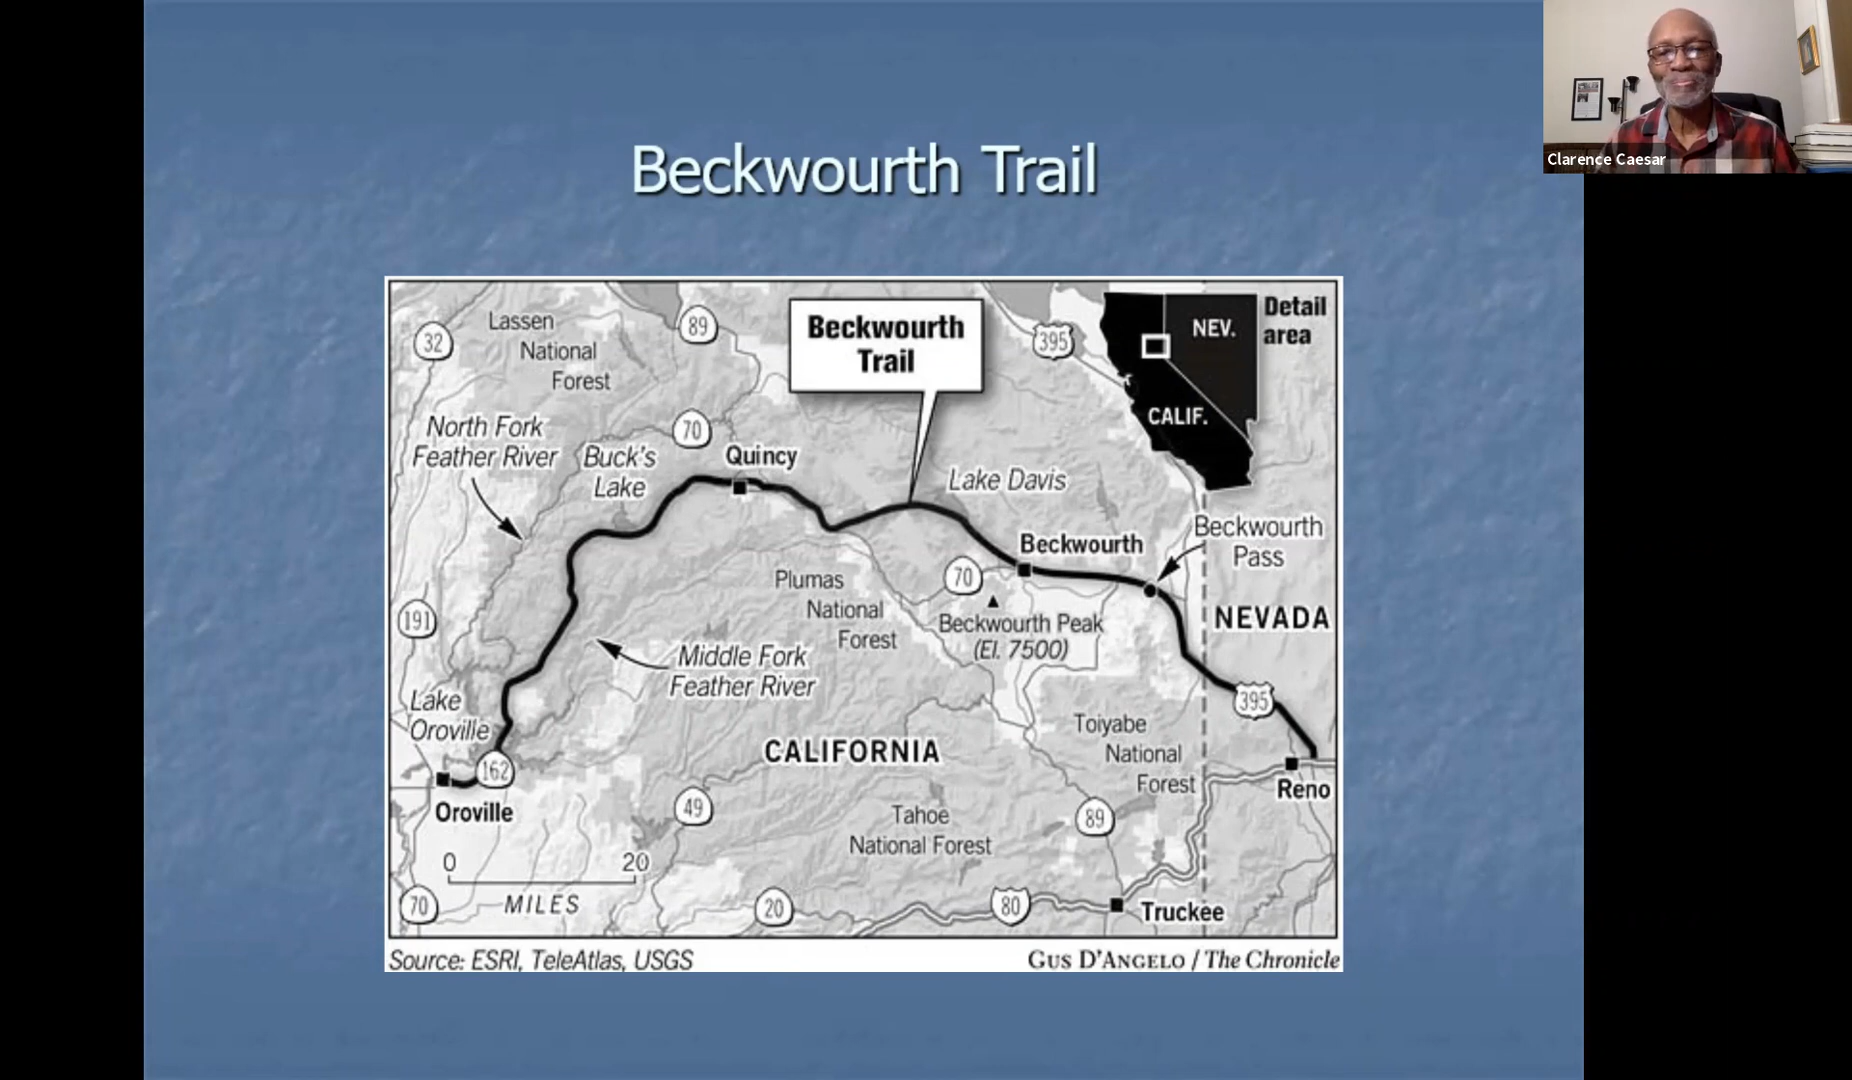 Beckwourth Trail
Clarence Caesar
Beckwourth
Trail
Detail
area
NEV.
CALIF.
32
Lassen
National
Forest
89
395
North Fork
Feather River
70
Buck's
Lake
Quincy
Lake Davis
Beckwourth
Pass
Beckwourth
70
Plumas
National
Forest
Beckwourth Peak
(El. 7500)
NEVADA
191
Middle Fork
Feather River
Lake
Oroville
395
Toiyabe
National
Forest
CALIFORNIA
162
Oroville
Reno
49
Tahoe
National Forest
89
0 20
MILES
70
20
80
Truckee
Source: ESRI, TeleAtlas, USGS
GUS D'ANGELO / The Chronicle